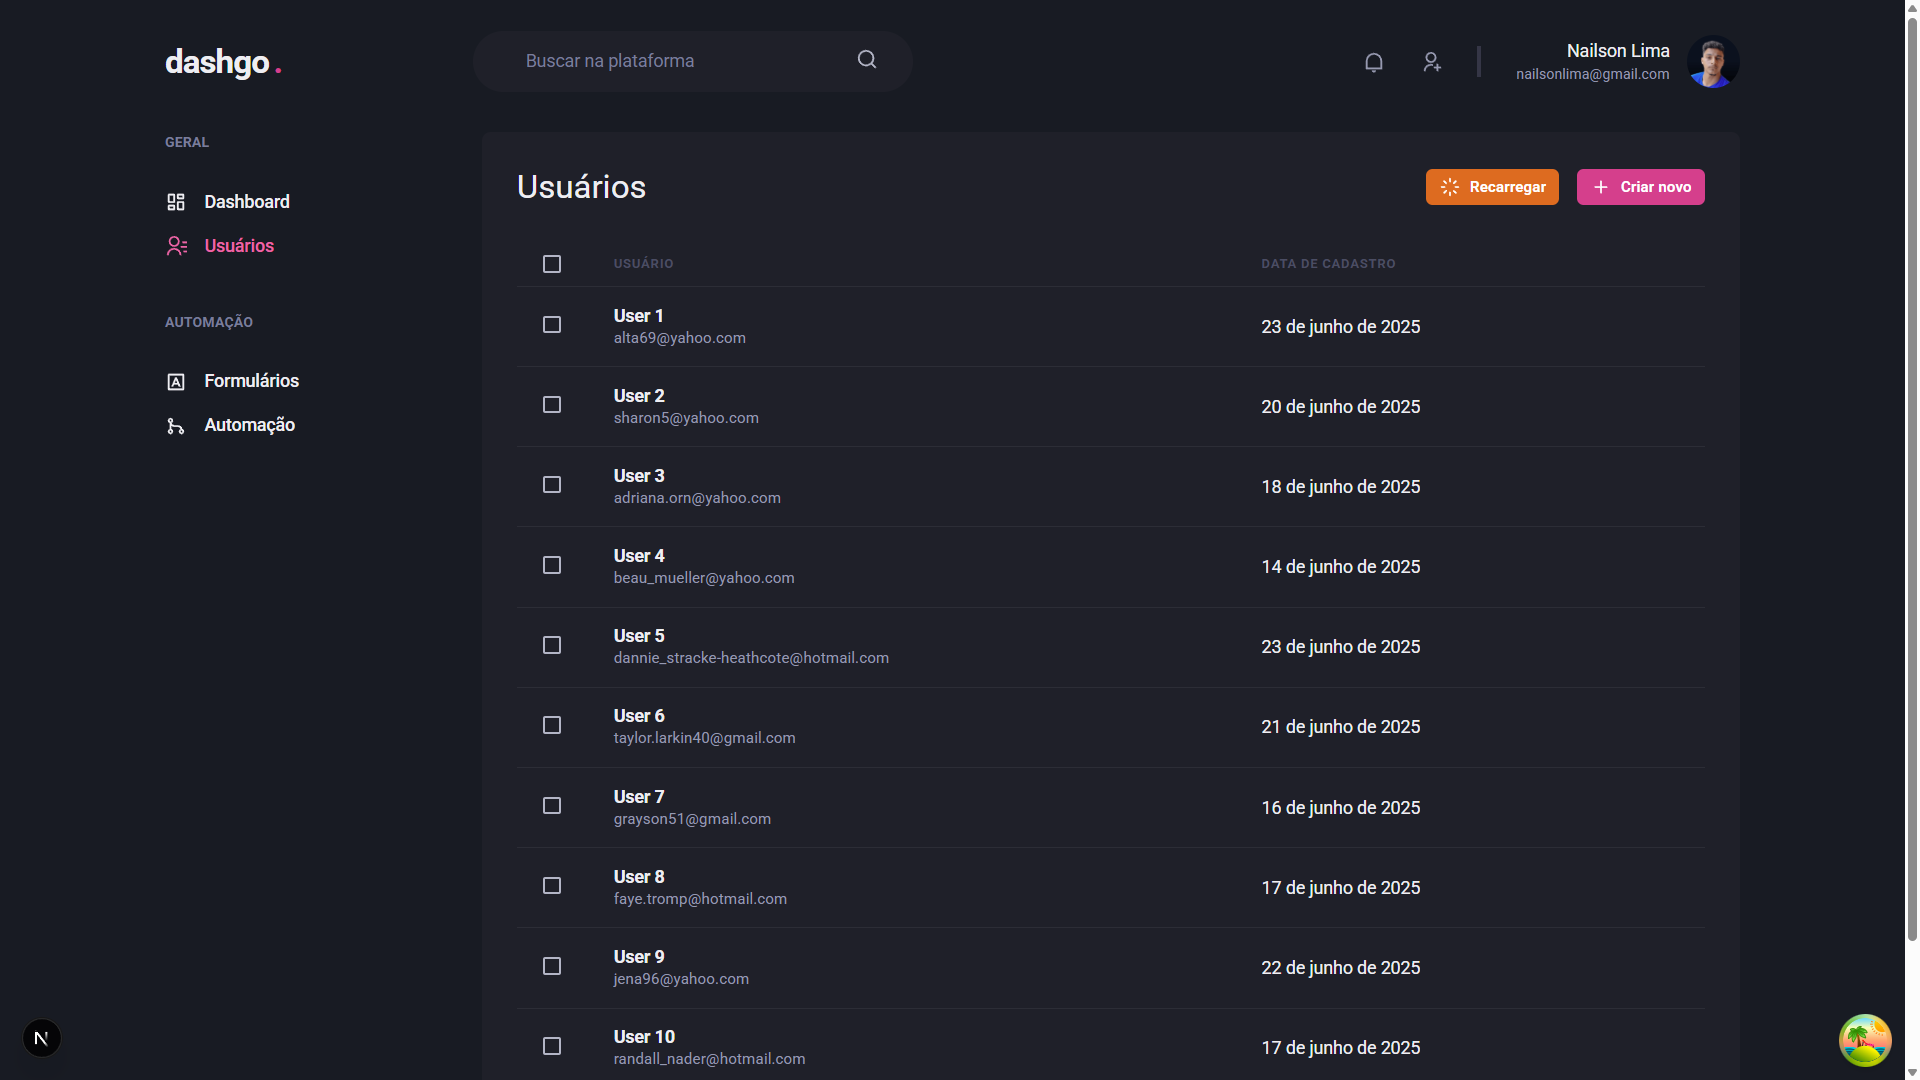 dashgo.
Buscar na plataforma
Nailson Lima
nailsonlima@gmail.com
GERAL
Dashboard
Usuários
AUTOMAÇÃO
Formulários
Automação
Usuários
Recarregar
Criar novo
USUÁRIO DATA DE CADASTRO
User 1
alta69@yahoo.com
23 de junho de 2025
User 2
sharon5@yahoo.com
20 de junho de 2025
User 3
adriana.orn@yahoo.com
18 de junho de 2025
User 4
beau_mueller@yahoo.com
14 de junho de 2025
User 5
dannie_stracke-heathcote@hotmail.com
23 de junho de 2025
User 6
taylor.larkin40@gmail.com
21 de junho de 2025
User 7
grayson51@gmail.com
16 de junho de 2025
User 8
faye.tromp@hotmail.com
17 de junho de 2025
User 9
jena96@yahoo.com
22 de junho de 2025
User 10
randall_nader@hotmail.com
17 de junho de 2025
N